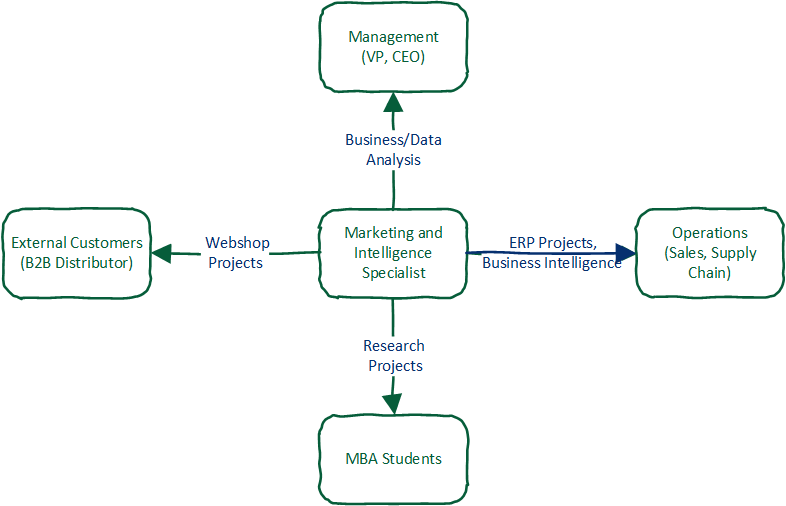 Management
(VP, CEO)
Business/Data
Analysis
External Customers
(B2B Distributor)
Webshop
Projects
Marketing and
Intelligence
Specialist
ERP Projects,
Business Intelligence
Operations
(Sales, Supply
Chain)
Research
Projects
MBA Students